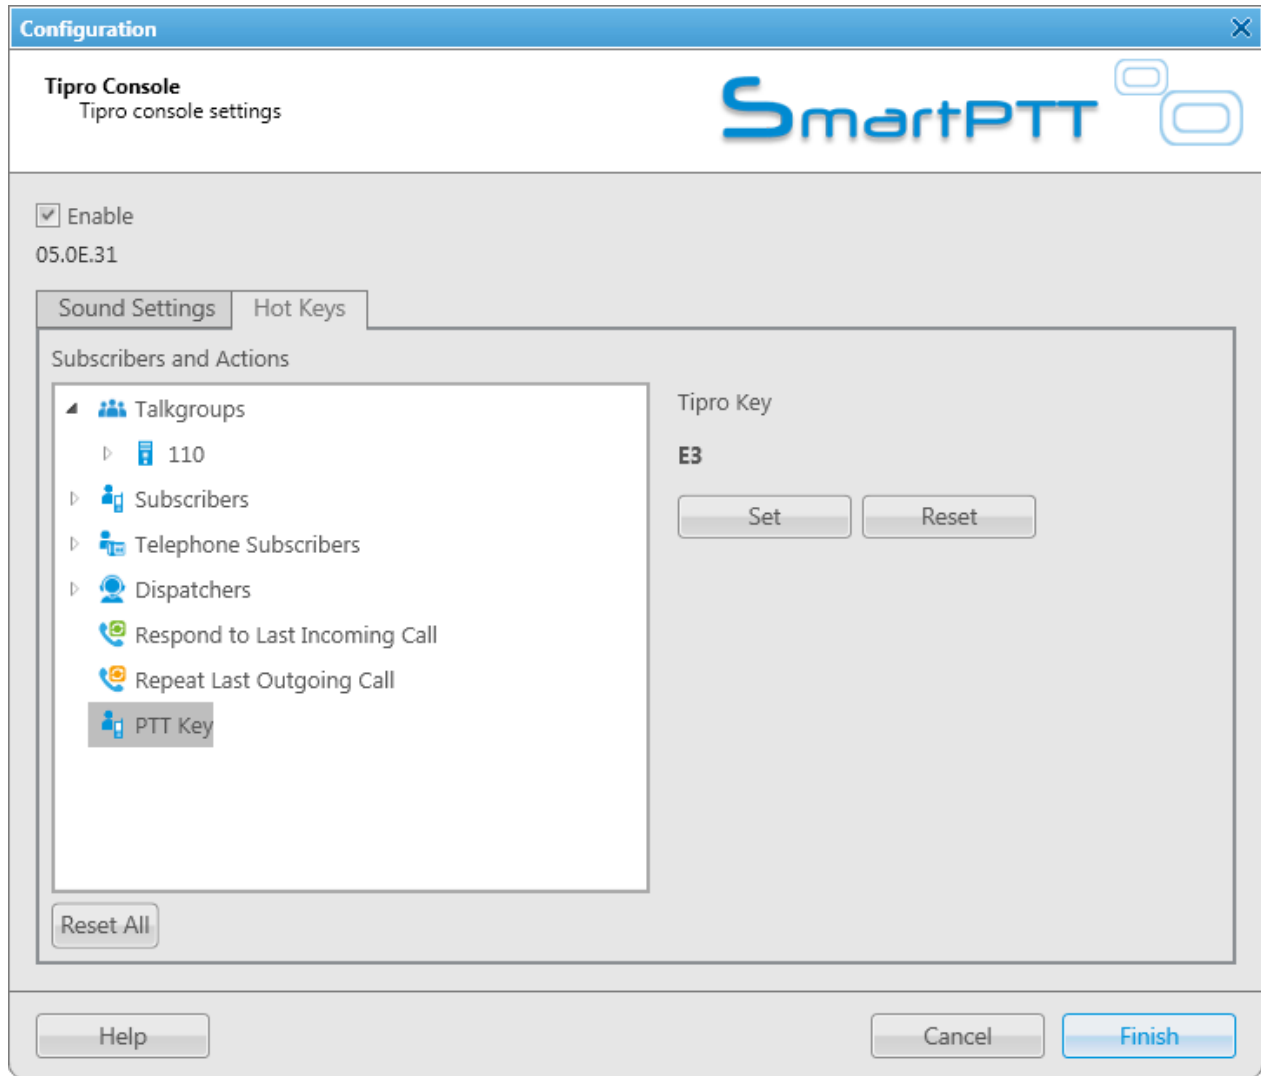 Configuration
Tipro Console
Tipro console settings
SmartPTT
Enable
05.0E.31
Sound Settings
Hot Keys
Subscribers and Actions
Talkgroups
110
Subscribers
Telephone Subscribers
Dispatchers
Respond to Last Incoming Call
Repeat Last Outgoing Call
PTT Key
Tipro Key
E3
Set
Reset
Reset All
Help
Cancel
Finish